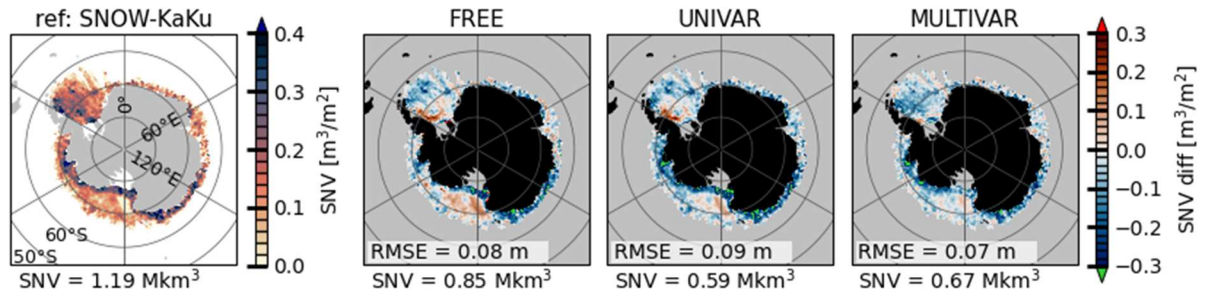 ref: SNOW-KaKu
FREE
UNIVAR
MULTIVAR
0.4
0.3
0.2
0.1
0.0
SNV [m³/m²]
0°
60°E
120°E
60°S
50°S
SNV = 1.19 Mkm³
RMSE = 0.08 m
SNV = 0.85 Mkm³
RMSE = 0.09 m
SNV = 0.59 Mkm³
RMSE = 0.07 m
SNV = 0.67 Mkm³
0.3
0.2
0.1
0.0
−0.1
−0.2
−0.3
SNV diff [m³/m²]